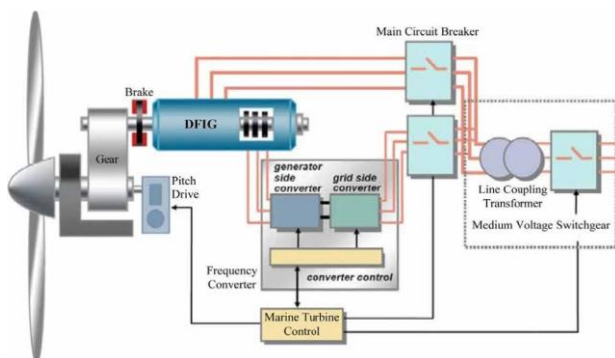 Main Circuit Breaker
Brake
DFIG
Gear
generator
side
converter
grid side
converter
Pitch
Drive
Line Coupling
Transformer
Medium Voltage Switchgear
Frequency
Converter
converter control
Marine Turbine
Control